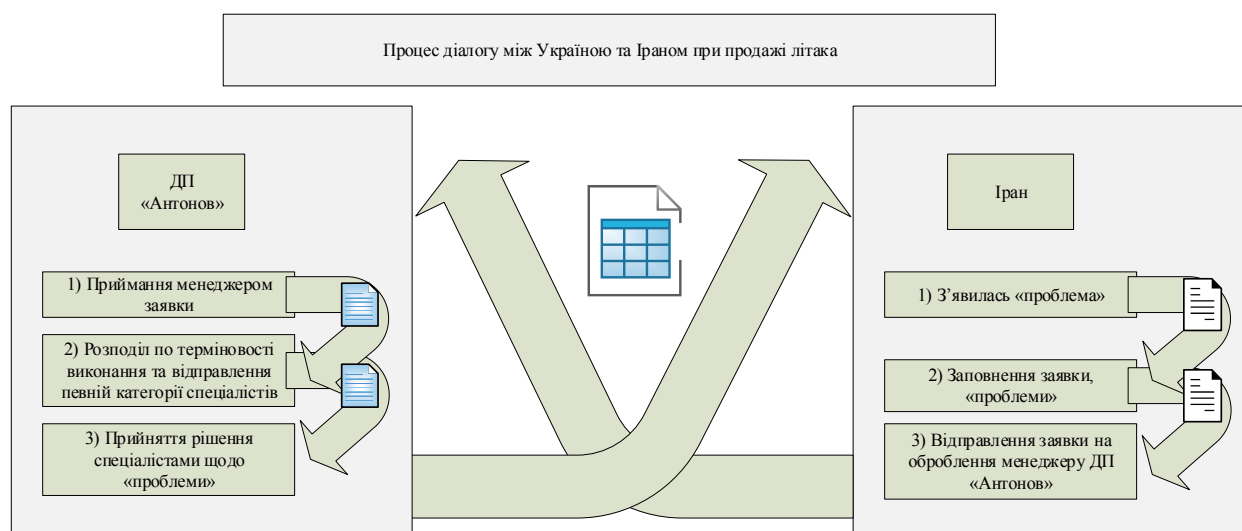 Процес діалогу між Україною та Іраном при продажі літака
ДП
«Антонов»
1) Приймання менеджером
заявки
2) Розподіл по терміновості
виконання та відправлення
певній категорії спеціалістів
3) Прийняття рішення
спеціалістами щодо
«проблеми»
Іран
1) З’явилась «проблема»
2) Заповнення заявки,
«проблеми»
3) Відправлення заявки на
оброблення менеджеру ДП
«Антонов»